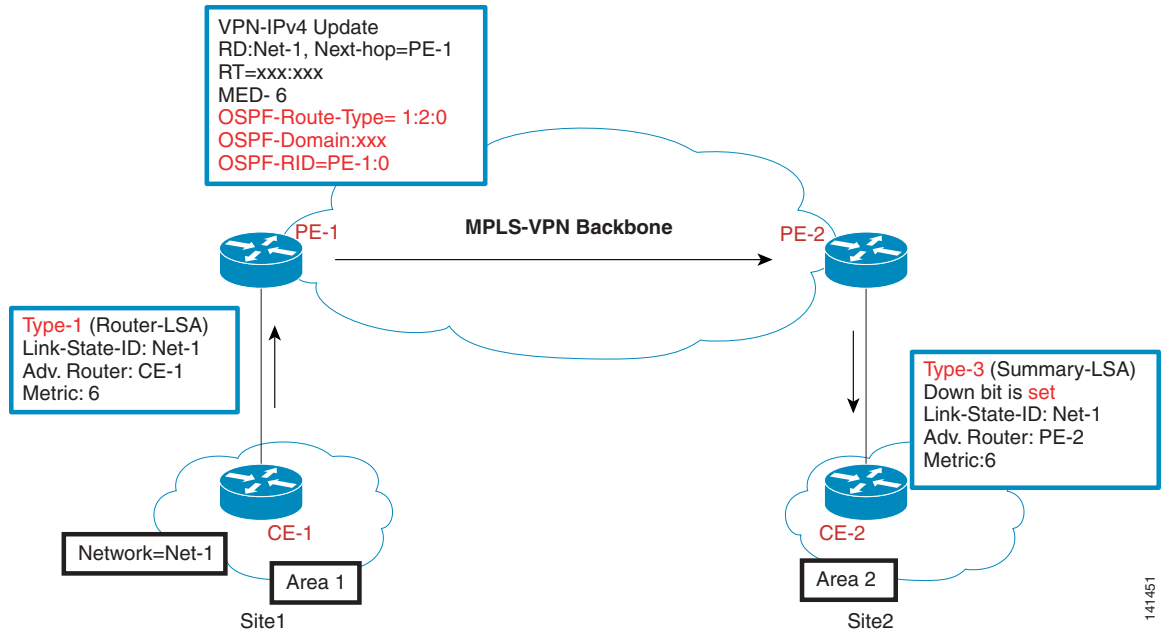 VPN-IPv4 Update
RD:Net-1, Next-hop=PE-1
RT=xxx:xxx
MED- 6
OSPF-Route-Type= 1:2:0
OSPF-Domain:xxx
OSPF-RID=PE-1:0
PE-1
MPLS-VPN Backbone
PE-2
Type-1 (Router-LSA)
Link-State-ID: Net-1
Adv. Router: CE-1
Metric: 6
Type-3 (Summary-LSA)
Down bit is set
Link-State-ID: Net-1
Adv. Router: PE-2
Metric:6
CE-1
Network=Net-1
Area 1
Site1
CE-2
Area 2
Site2
141451